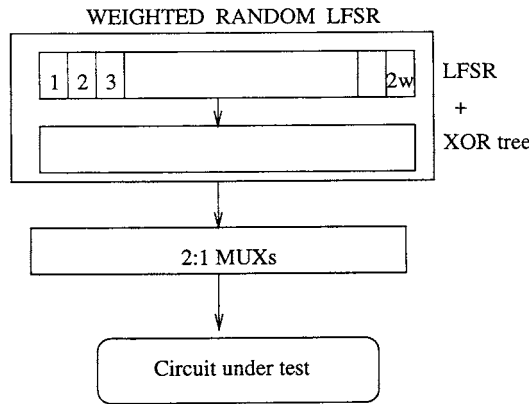 WEIGHTED RANDOM LFSR
1 2 3 2w
LFSR
+
XOR tree
2:1 MUXs
Circuit under test